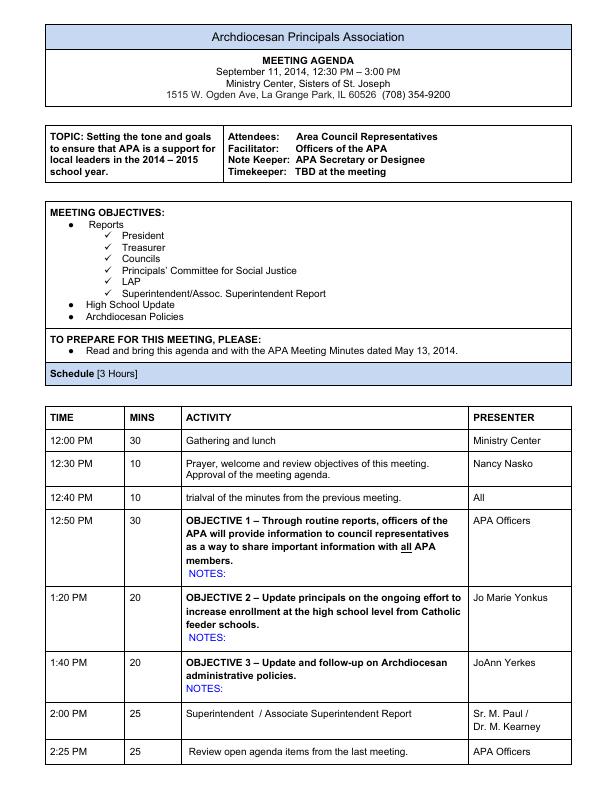 Archdiocesan Principals Association
MEETING AGENDA
September 11, 2014, 12:30 PM – 3:00 PM
Ministry Center, Sisters of St. Joseph
1515 W. Ogden Ave, La Grange Park, IL 60526  (708) 354-9200
TOPIC: Setting the tone and goals
to ensure that APA is a support for
local leaders in the 2014 – 2015
school year.
Attendees: Area Council Representatives
Facilitator: Officers of the APA
Note Keeper: APA Secretary or Designee
Timekeeper: TBD at the meeting
MEETING OBJECTIVES:
● Reports
✓ President
✓ Treasurer
✓ Councils
✓ Principals' Committee for Social Justice
✓ LAP
✓ Superintendent/Assoc. Superintendent Report
● High School Update
● Archdiocesan Policies
TO PREPARE FOR THIS MEETING, PLEASE:
● Read and bring this agenda and with the APA Meeting Minutes dated May 13, 2014.
Schedule [3 Hours]
TIME MINS ACTIVITY PRESENTER
12:00 PM 30 Gathering and lunch Ministry Center
12:30 PM 10 Prayer, welcome and review objectives of this meeting. Nancy Nasko
Approval of the meeting agenda.
12:40 PM 10 trialval of the minutes from the previous meeting. All
12:50 PM 30 OBJECTIVE 1 – Through routine reports, officers of the APA Officers
APA will provide information to council representatives
as a way to share important information with all APA
members.
NOTES:
1:20 PM 20 OBJECTIVE 2 – Update principals on the ongoing effort to Jo Marie Yonkus
increase enrollment at the high school level from Catholic
feeder schools.
NOTES:
1:40 PM 20 OBJECTIVE 3 – Update and follow-up on Archdiocesan JoAnn Yerkes
administrative policies.
NOTES:
2:00 PM 25 Superintendent / Associate Superintendent Report Sr. M. Paul /
Dr. M. Kearney
2:25 PM 25 Review open agenda items from the last meeting. APA Officers